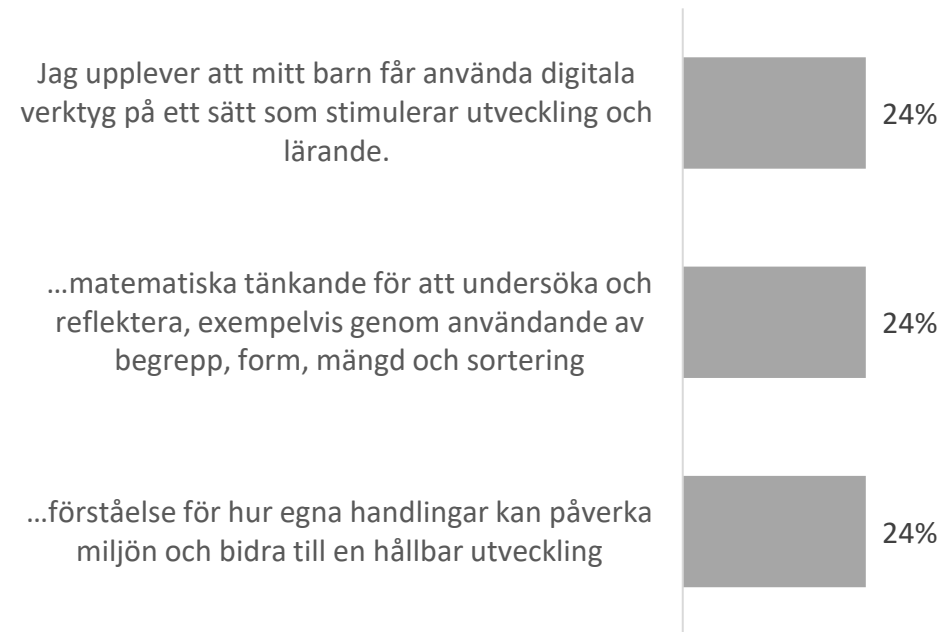 Jag upplever att mitt barn får använda digitala
verktyg på ett sätt som stimulerar utveckling och
lärande.
24%
...matematiska tänkande för att undersöka och
reflektera, exempelvis genom användande av
begrepp, form, mängd och sortering
24%
...förståelse för hur egna handlingar kan påverka
miljön och bidra till en hållbar utveckling
24%